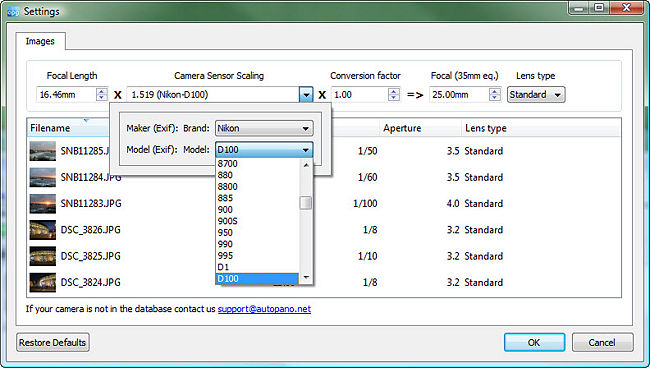 Settings
Images
Focal Length Camera Sensor Scaling Conversion factor Focal (35mm eq.) Lens type
16.46mm X 1.519 (Nikon-D100) X 1.00 => 25.00mm Standard
Filename Aperture Lens type
Maker (Exif): Brand: Nikon
Model (Exif): Model: D100
SNB11285.J 1/50 3.5 Standard
SNB11284.JPG 1/60 3.5 Standard
SNB11283.JPG 1/100 4.0 Standard
DSC_3826.JPG 1/8 3.2 Standard
DSC_3825.JPG 1/10 3.2 Standard
DSC_3824.JPG 1/8 3.2 Standard
8700
880
8800
885
900
900S
950
990
995
D1
D100
If your camera is not in the database contact us support@autopano.net
Restore Defaults OK Cancel